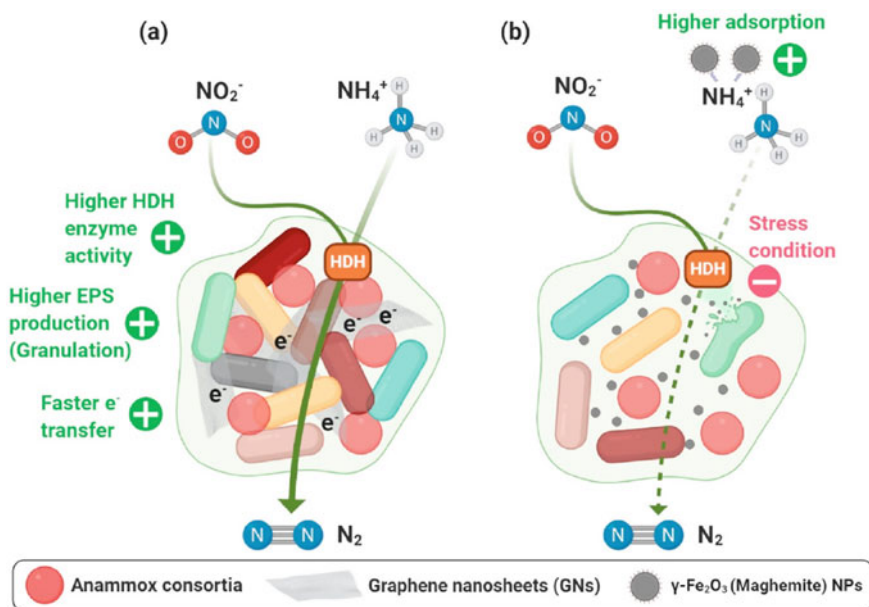 (a)
NO₂⁻
NH₄⁺
N
O
O
H
N
H
H
H
Higher HDH
enzyme
activity
Higher EPS
production
(Granulation)
Faster e⁻
transfer
HDH
e⁻
e⁻
e⁻
e⁻
e⁻
N
N
N₂
(b)
Higher adsorption
NO₂⁻
NH₄⁺
N
O
O
H
N
H
H
H
Stress
condition
HDH
N
N
N₂
Anammox consortia
Graphene nanosheets (GNs)
γ-Fe₂O₃ (Maghemite) NPs